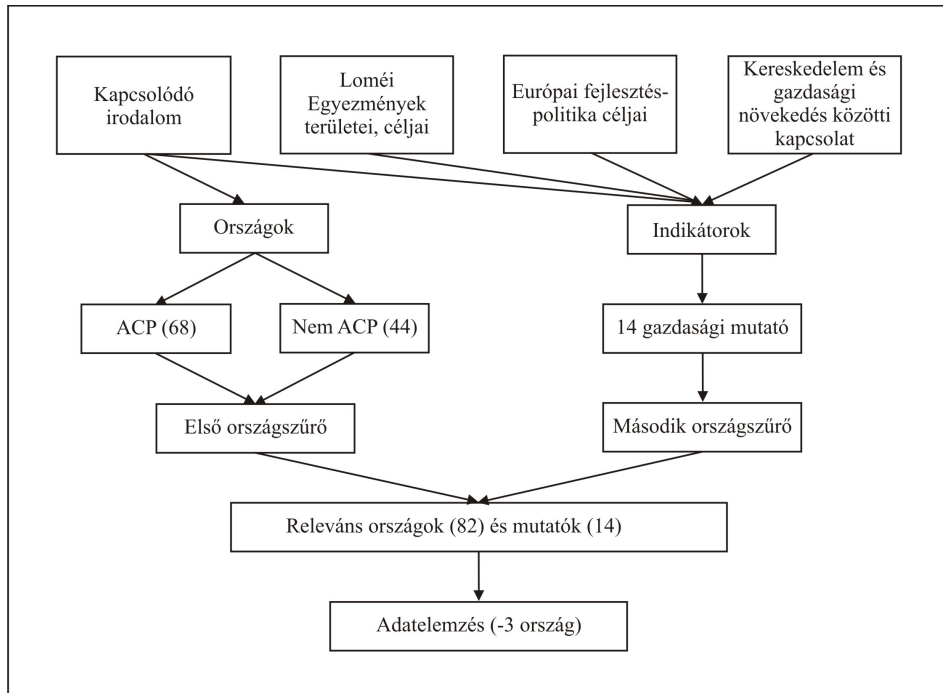 Kapcsolódó
irodalom
Loméi
Egyezmények
területei, céljai
Európai fejlesztés-
politika céljai
Kereskedelem és
gazdasági
növekedés közötti
kapcsolat
Országok
Indikátorok
ACP (68)
Nem ACP (44)
14 gazdasági mutató
Első országszűrő
Második országszűrő
Releváns országok (82) és mutatók (14)
Adatelemzés (-3 ország)